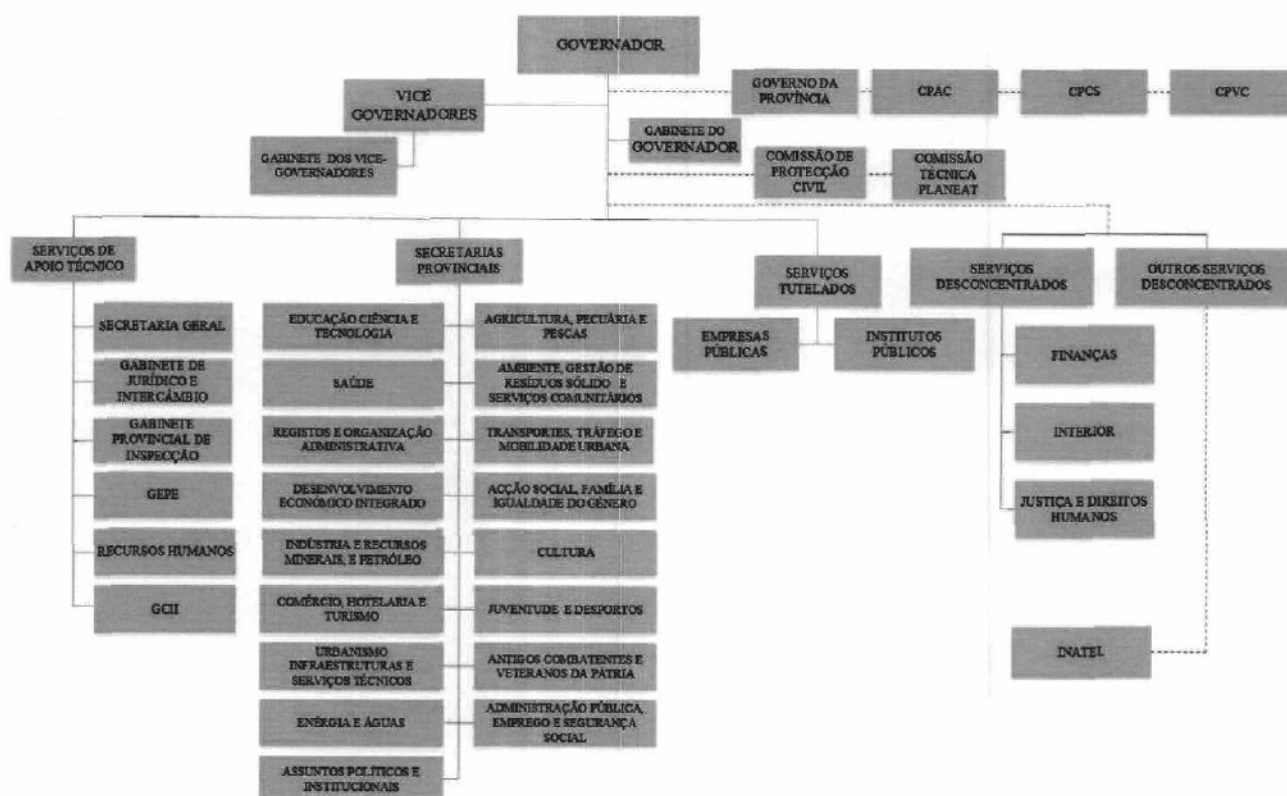 GOVERNADOR
GOVERNO DA
PROVÍNCIA
CPAC
CPCS
CPVC
VICE
GOVERNADORES
GABINETE DO
GOVERNADOR
GABINETE DOS VICE-
GOVERNADORES
COMISSÃO DE
PROTECÇÃO
CIVIL
COMISSÃO
TÉCNICA
PLANEAT
SERVIÇOS DE
APOIO TÉCNICO
SECRETARIAS
PROVINCIAIS
SERVIÇOS
TUTELADOS
SERVIÇOS
DESCONCENTRADOS
OUTROS SERVIÇOS
DESCONCENTRADOS
SECRETARIA GERAL
GABINETE DE
JURÍDICO E
INTERCÂMBIO
GABINETE
PROVINCIAL DE
INSPECÇÃO
GEPE
RECURSOS HUMANOS
GCII
EDUCAÇÃO CIÊNCIA E
TECNOLOGIA
SAÚDE
REGISTOS E ORGANIZAÇÃO
ADMINISTRATIVA
DESENVOLVIMENTO
ECONÓMICO INTEGRADO
INDÚSTRIA E RECURSOS
MINERAIS, E PETRÓLEO
COMÉRCIO, HOTELARIA E
TURISMO
URBANISMO
INFRAESTRUTURAS E
SERVIÇOS TÉCNICOS
ENÉRGIA E ÁGUAS
ASSUNTOS POLÍTICOS E
INSTITUCIONAIS
AGRICULTURA, PECUÁRIA E
PESCAS
AMBIENTE, GESTÃO DE
RESÍDUOS SÓLIDO E
SERVIÇOS COMUNITÁRIOS
TRANSPORTES, TRÁFEGO E
MOBILIDADE URBANA
ACÇÃO SOCIAL, FAMÍLIA E
IGUALDADE DO GÉNERO
CULTURA
JUVENTUDE E DESPORTOS
ANTIGOS COMBATENTES E
VETERANOS DA PÁTRIA
ADMINISTRAÇÃO PÚBLICA,
EMPREGO E SEGURANÇA
SOCIAL
EMPRESAS
PÚBLICAS
INSTITUTOS
PÚBLICOS
FINANÇAS
INTERIOR
JUSTIÇA E DIREITOS
HUMANOS
INATEL